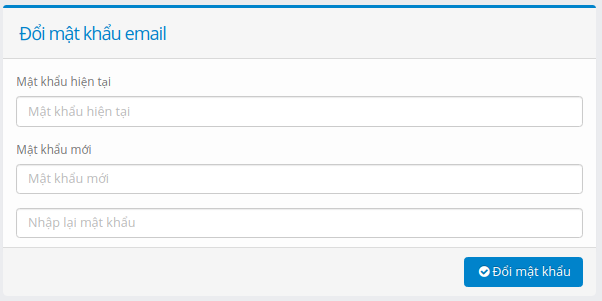 Đổi mật khẩu email
Mật khẩu hiện tại
Mật khẩu hiện tại
Mật khẩu mới
Mật khẩu mới
Nhập lại mật khẩu
Đổi mật khẩu